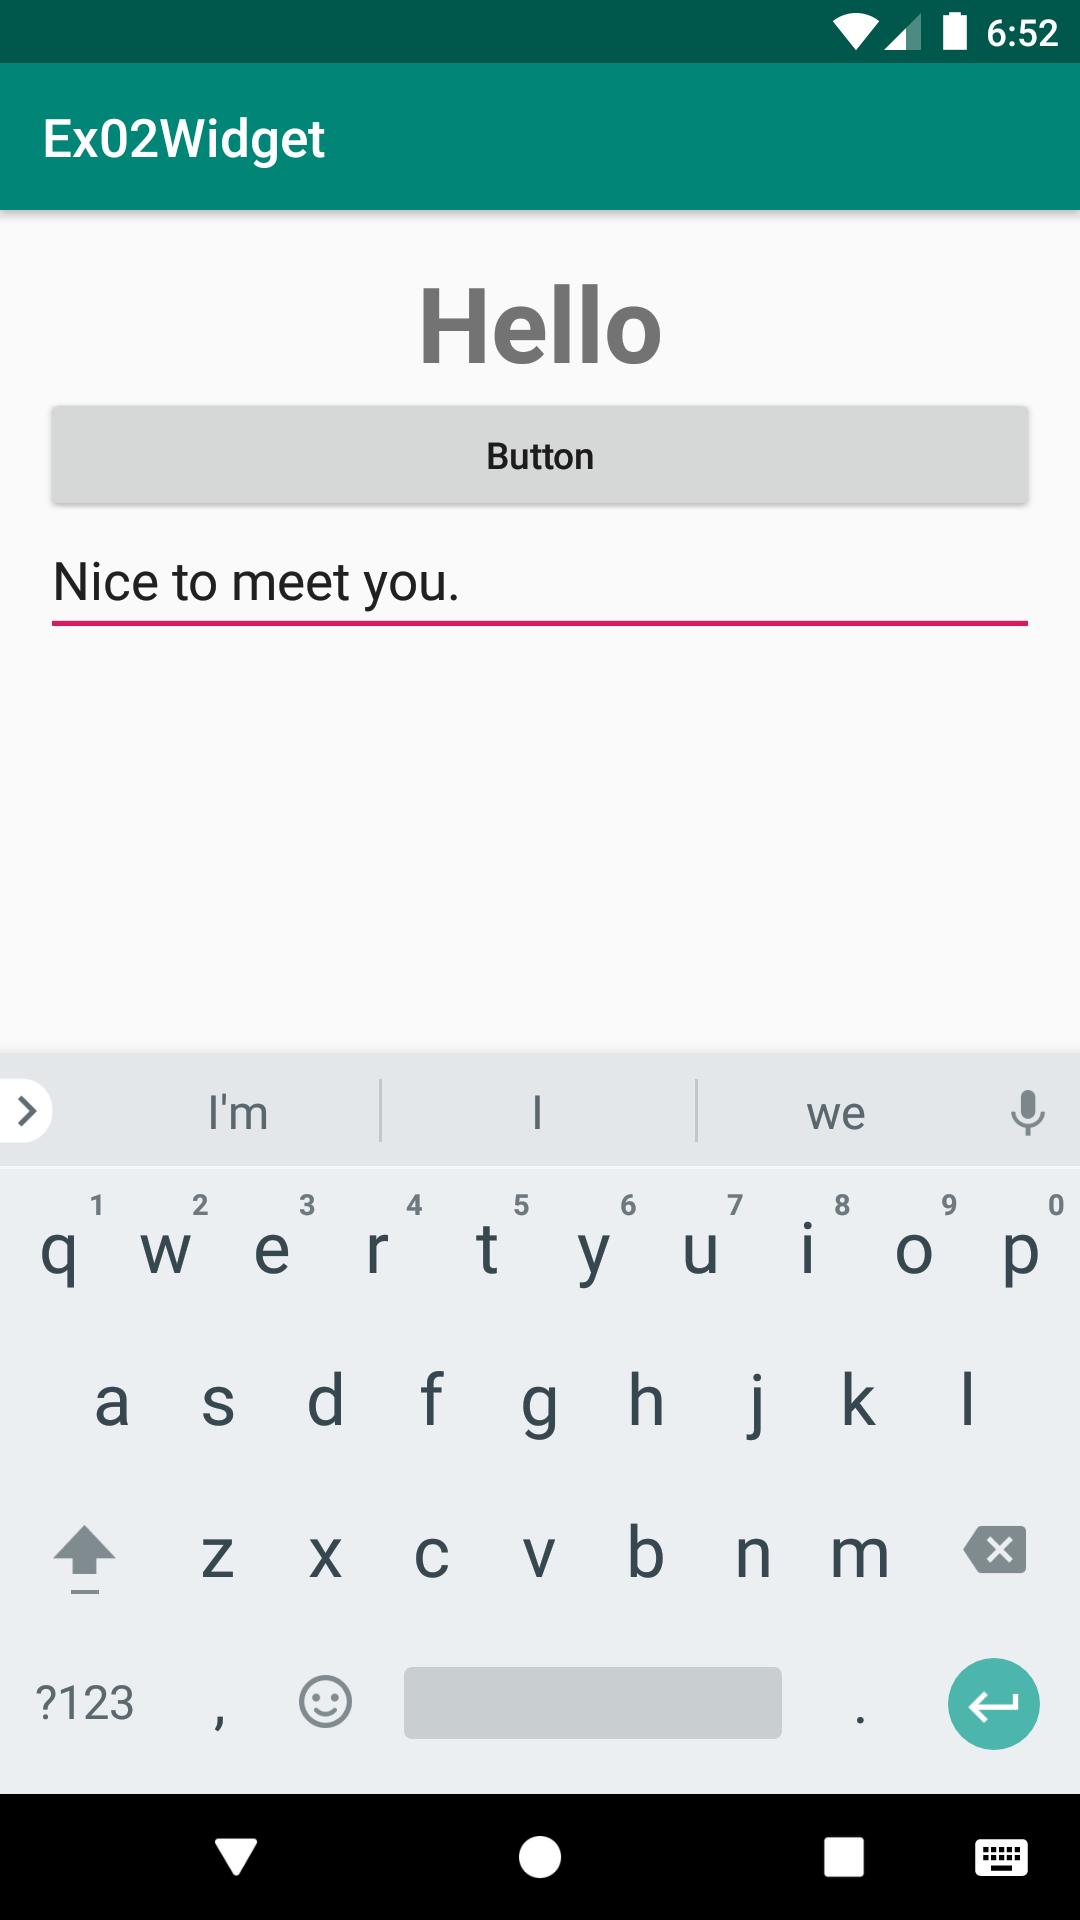 6:52
Ex02Widget
Hello
Button
Nice to meet you.
I'm I we
1 2 3 4 5 6 7 8 9 0
q w e r t y u i o p
a s d f g h j k l
z x c v b n m
?123 , .